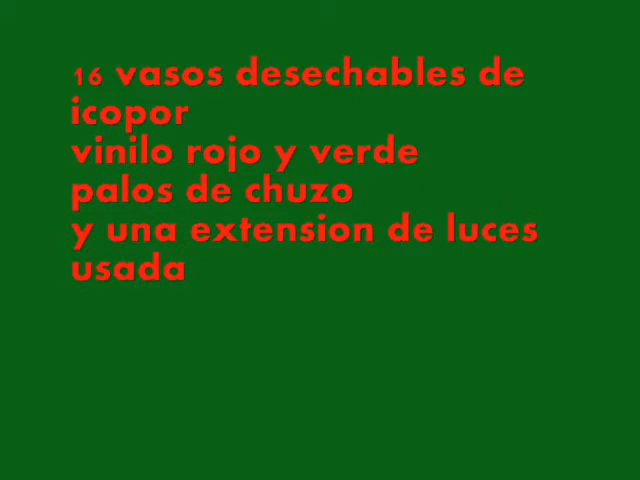 16 vasos desechables de
icopor
vinilo rojo y verde
palos de chuzo
y una extension de luces
usada